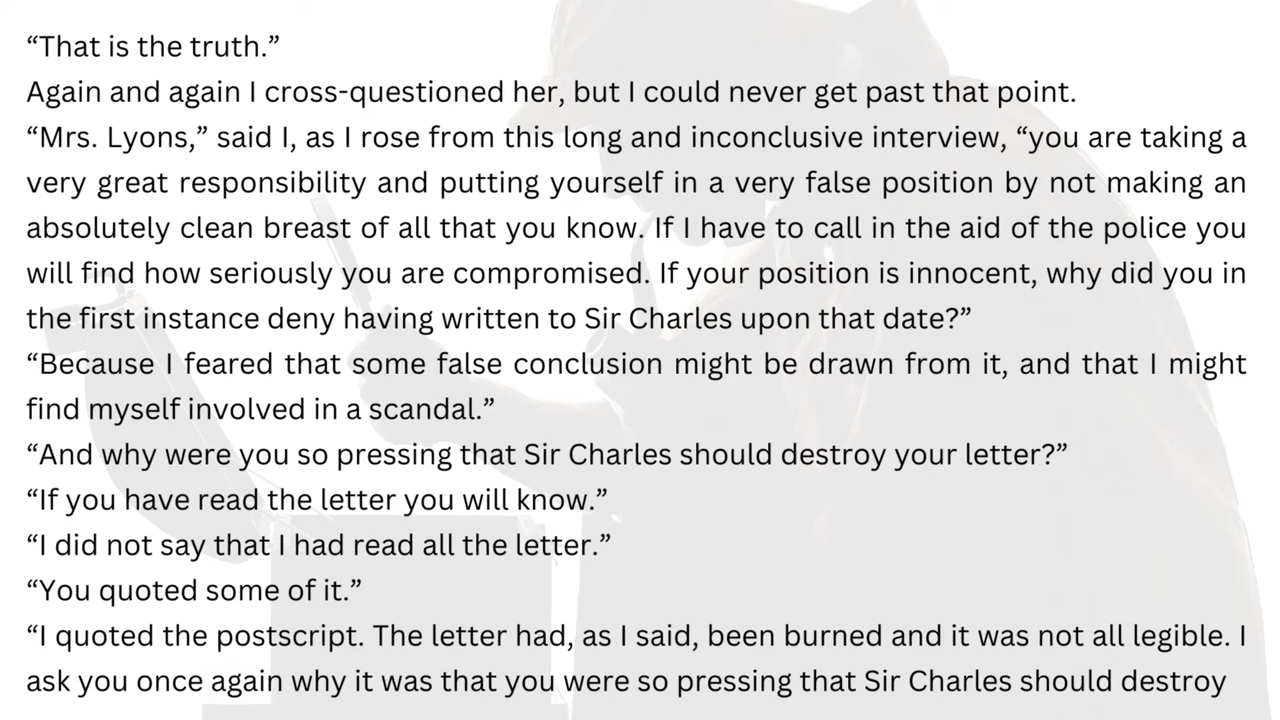 “That is the truth.”
Again and again I cross-questioned her, but I could never get past that point.
“Mrs. Lyons,” said I, as I rose from this long and inconclusive interview, “you are taking a
very great responsibility and putting yourself in a very false position by not making an
absolutely clean breast of all that you know. If I have to call in the aid of the police you
will find how seriously you are compromised. If your position is innocent, why did you in
the first instance deny having written to Sir Charles upon that date?”
“Because I feared that some false conclusion might be drawn from it, and that I might
find myself involved in a scandal.”
“And why were you so pressing that Sir Charles should destroy your letter?”
“If you have read the letter you will know.”
“I did not say that I had read all the letter.”
“You quoted some of it.”
“I quoted the postscript. The letter had, as I said, been burned and it was not all legible. I
ask you once again why it was that you were so pressing that Sir Charles should destroy